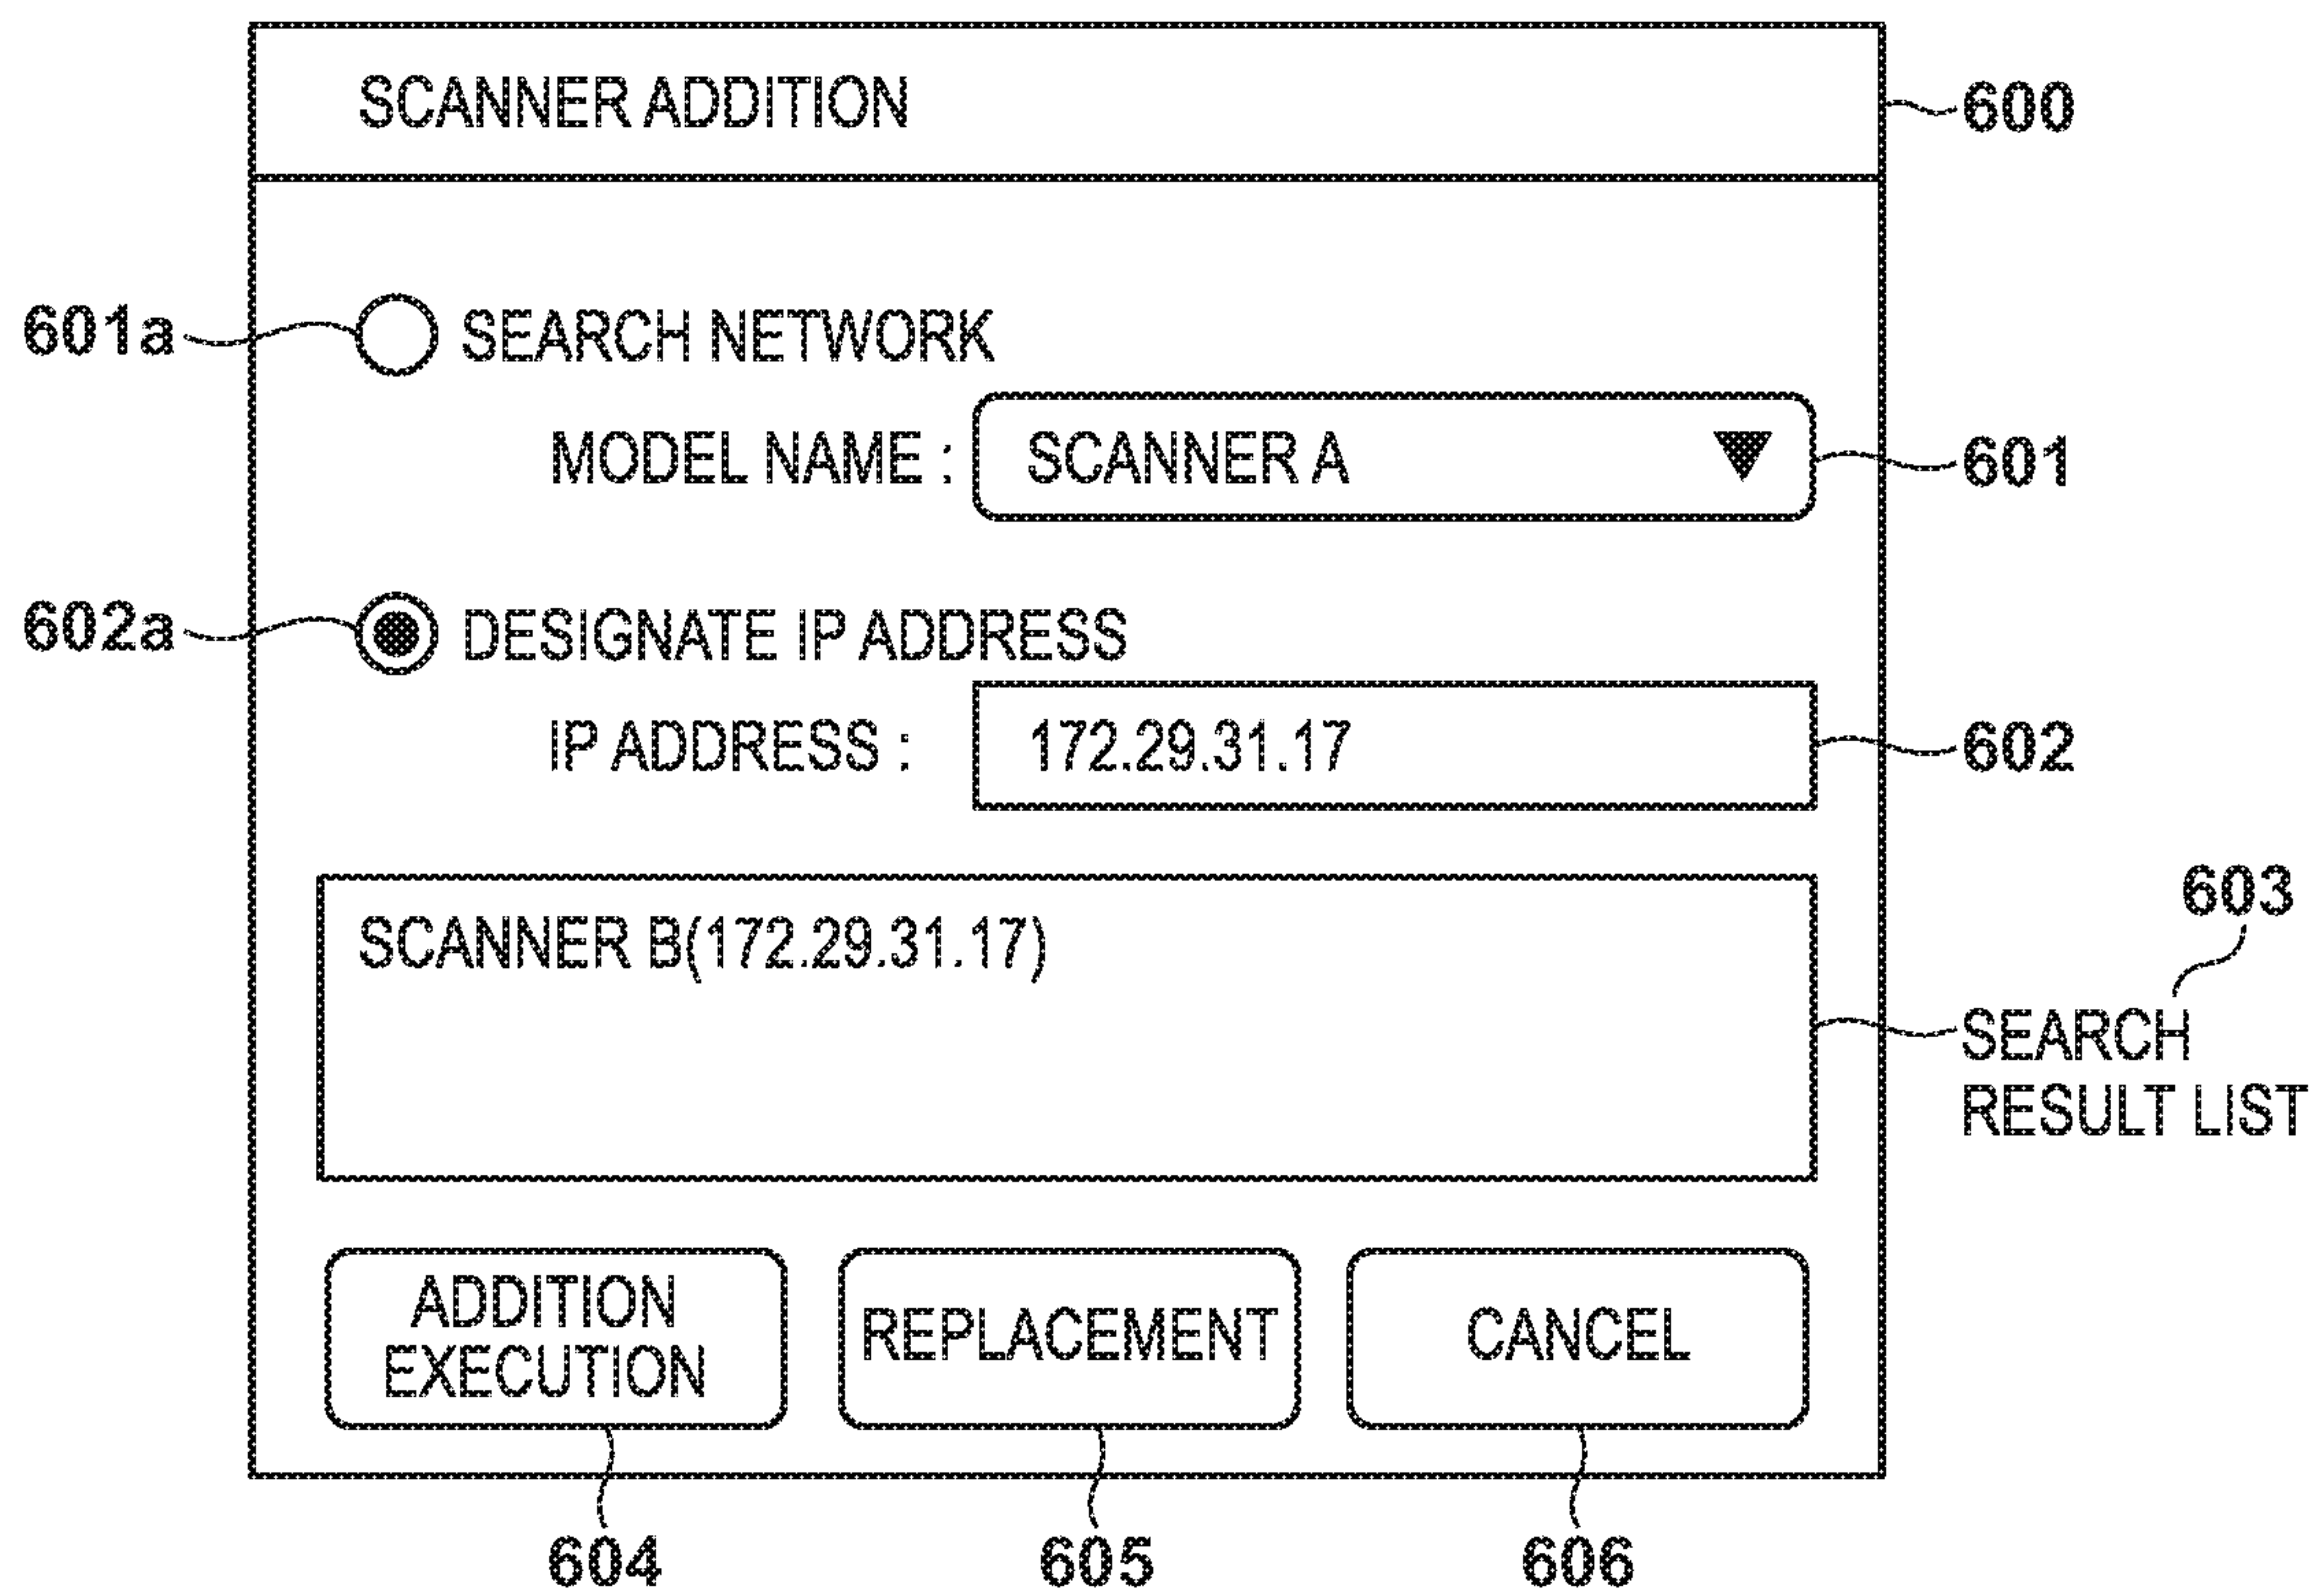 SCANNER ADDITION
600
601a
SEARCH NETWORK
MODEL NAME : SCANNER A
601
602a
DESIGNATE IP ADDRESS
IP ADDRESS : 172.29.31.17
602
SCANNER B(172.29.31.17)
603
SEARCH
RESULT LIST
ADDITION
EXECUTION
REPLACEMENT
CANCEL
604
605
606